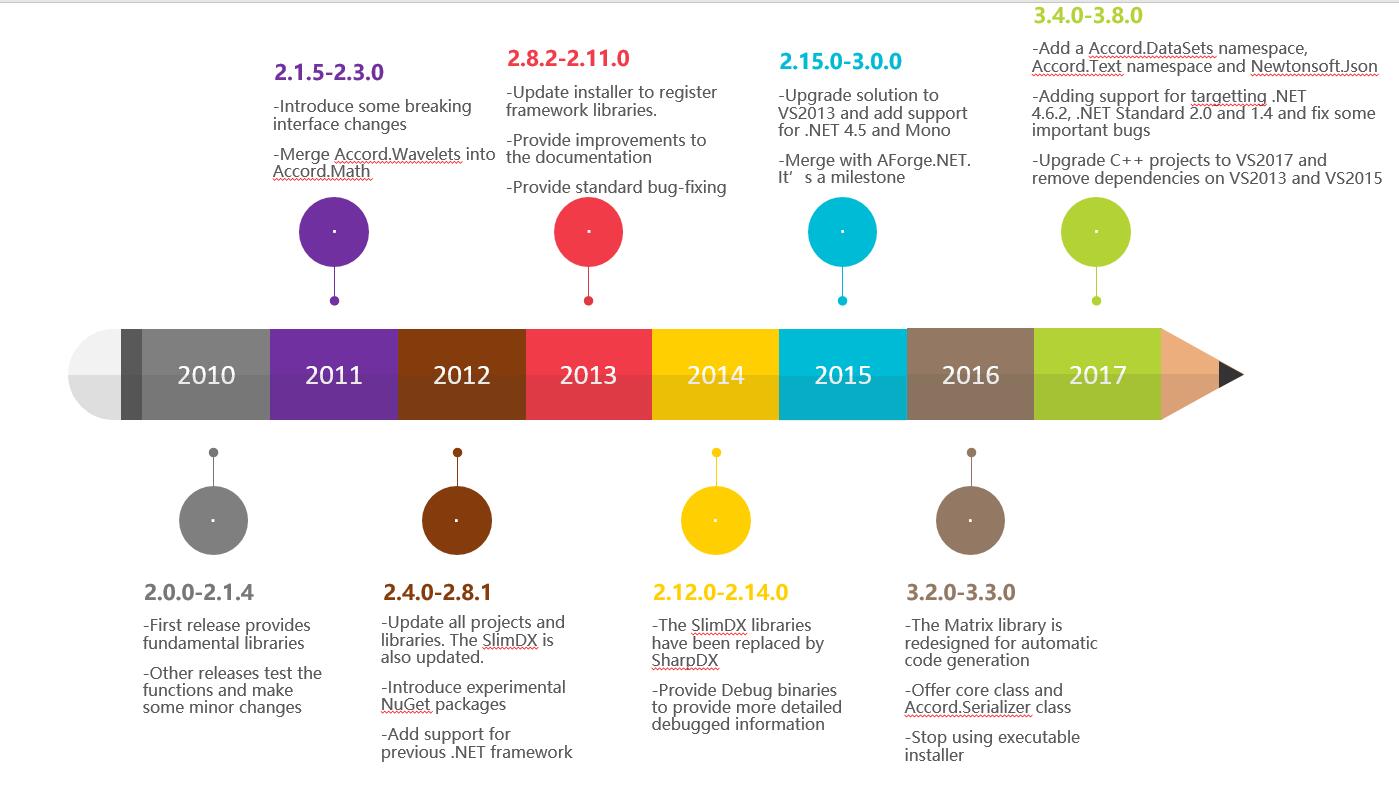 2.1.5-2.3.0
-Introduce some breaking
interface changes
-Merge Accord.Wavelets into
Accord.Math
2.8.2-2.11.0
-Update installer to register
framework libraries.
-Provide improvements to
the documentation
-Provide standard bug-fixing
2.15.0-3.0.0
-Upgrade solution to
VS2013 and add support
for .NET 4.5 and Mono
-Merge with AForge.NET.
It’s a milestone
3.4.0-3.8.0
-Add a Accord.DataSets namespace,
Accord.Text namespace and Newtonsoft.Json
-Adding support for targetting .NET
4.6.2, .NET Standard 2.0 and 1.4 and fix some
important bugs
-Upgrade C++ projects to VS2017 and
remove dependencies on VS2013 and VS2015
2010
2011
2012
2013
2014
2015
2016
2017
2.0.0-2.1.4
-First release provides
fundamental libraries
-Other releases test the
functions and make
some minor changes
2.4.0-2.8.1
-Update all projects and
libraries. The SlimDX is
also updated.
-Introduce experimental
NuGet packages
-Add support for
previous .NET framework
2.12.0-2.14.0
-The SlimDX libraries
have been replaced by
SharpDX
-Provide Debug binaries
to provide more detailed
debugged information
3.2.0-3.3.0
-The Matrix library is
redesigned for automatic
code generation
-Offer core class and
Accord.Serializer class
-Stop using executable
installer